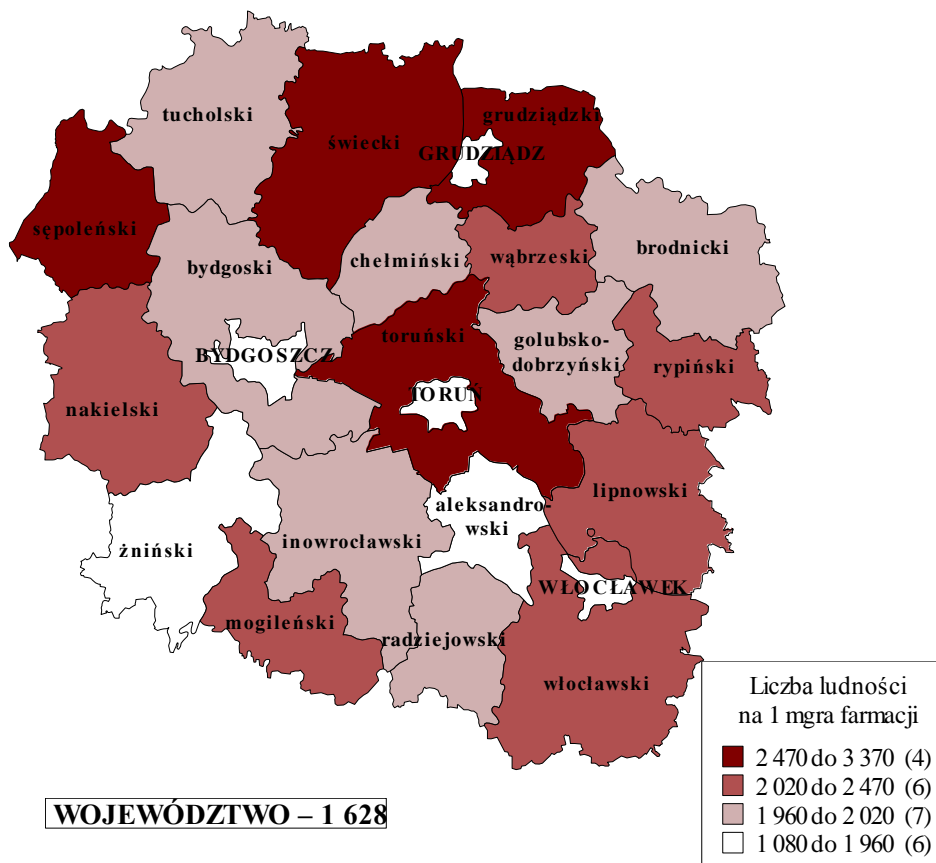 tucholski
grudziądzki
świecki
GRUDZIĄDZ
sępoleński
bydgoski
chełmiński
wąbrzeski
brodnicki
toruński
golubsko-
dobrzyński
BYDGOSZCZ
rypiński
TORUŃ
nakielski
lipnowski
aleksandro-
wski
żniński
inowrocławski
WŁOCŁAWEK
mogileński
radziejowski
włocławski
Liczba ludności
na 1 mgra farmacji
2 470 do 3 370 (4)
2 020 do 2 470 (6)
1 960 do 2 020 (7)
1 080 do 1 960 (6)
WOJEWÓDZTWO – 1 628